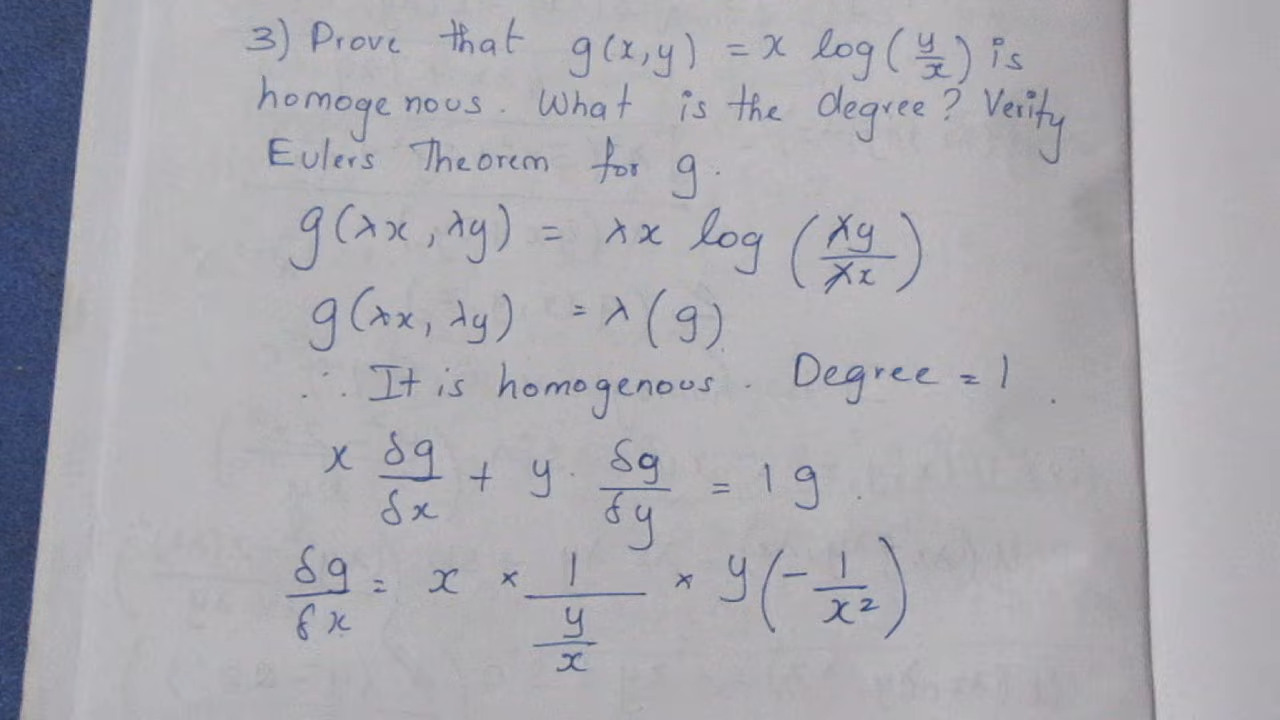 3) Prove that g(x,y) = x log(y/x) is
homogenous. What is the degree? Verify
Eulers Theorem for g.
g(λx, λy) = λx log (λy/λx)
g(λx, λy) = λ(g)
∴ It is homogenous. Degree = 1.
x δg/δx + y. δg/δy = 1g.
δg/δx = x × 1/(y/x) × y(-1/x²)